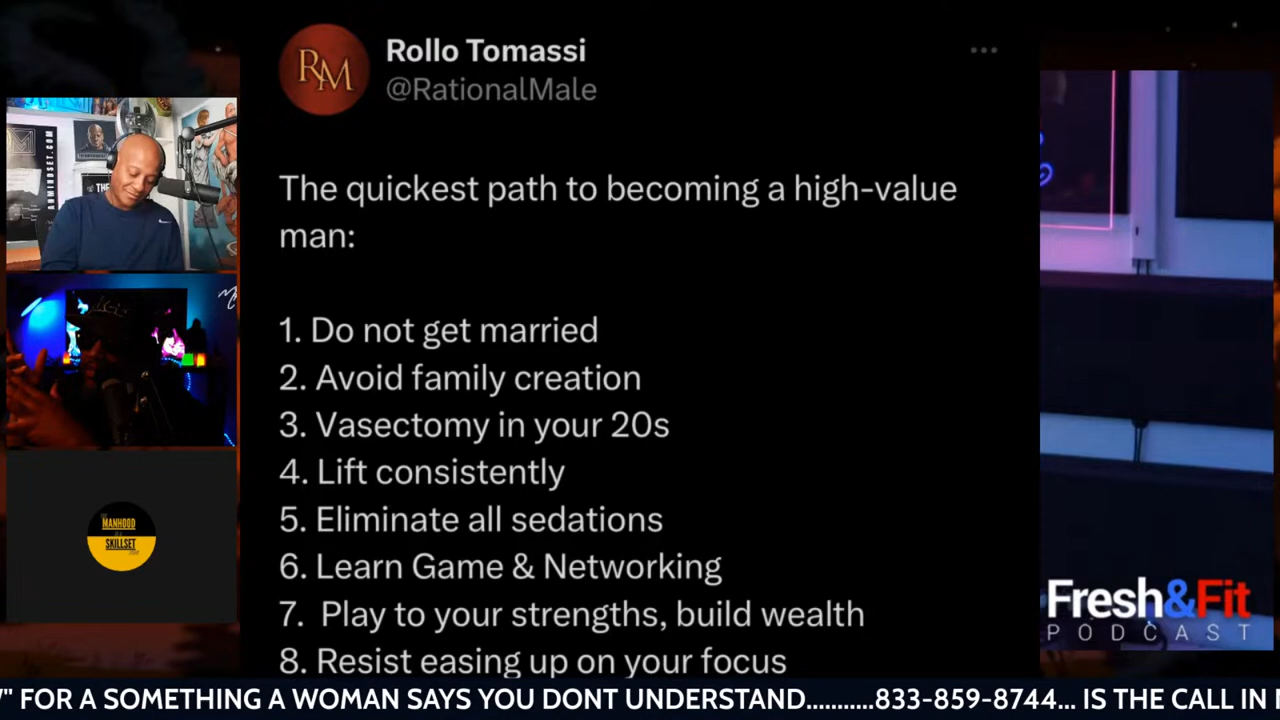 RM
Rollo Tomassi
@RationalMale
The quickest path to becoming a high-value
man:
1. Do not get married
2. Avoid family creation
3. Vasectomy in your 20s
4. Lift consistently
5. Eliminate all sedations
6. Learn Game & Networking
7. Play to your strengths, build wealth
8. Resist easing up on your focus
MANHOOD
SKILLSET
Fresh&Fit
PODCAST
" FOR A SOMETHING A WOMAN SAYS YOU DONT UNDERSTAND...........833-859-8744... IS THE CALL IN